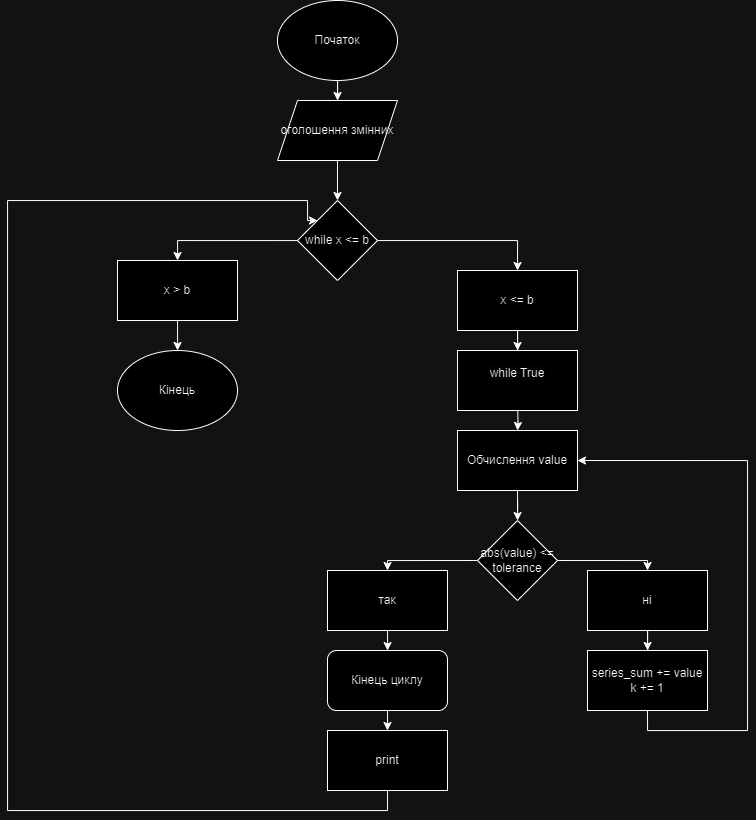 Початок
оголошення змінних
while x <= b
x > b
x <= b
Кінець
while True
Обчислення value
abs(value) <=
tolerance
так
ні
Кінець циклу
series_sum += value
k += 1
print